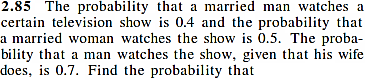 2.85 The probability that a married man watches a
certain television show is 0.4 and the probability that
a married woman watches the show is 0.5. The proba-
bility that a man watches the show, given that his wife
does, is 0.7. Find the probability that